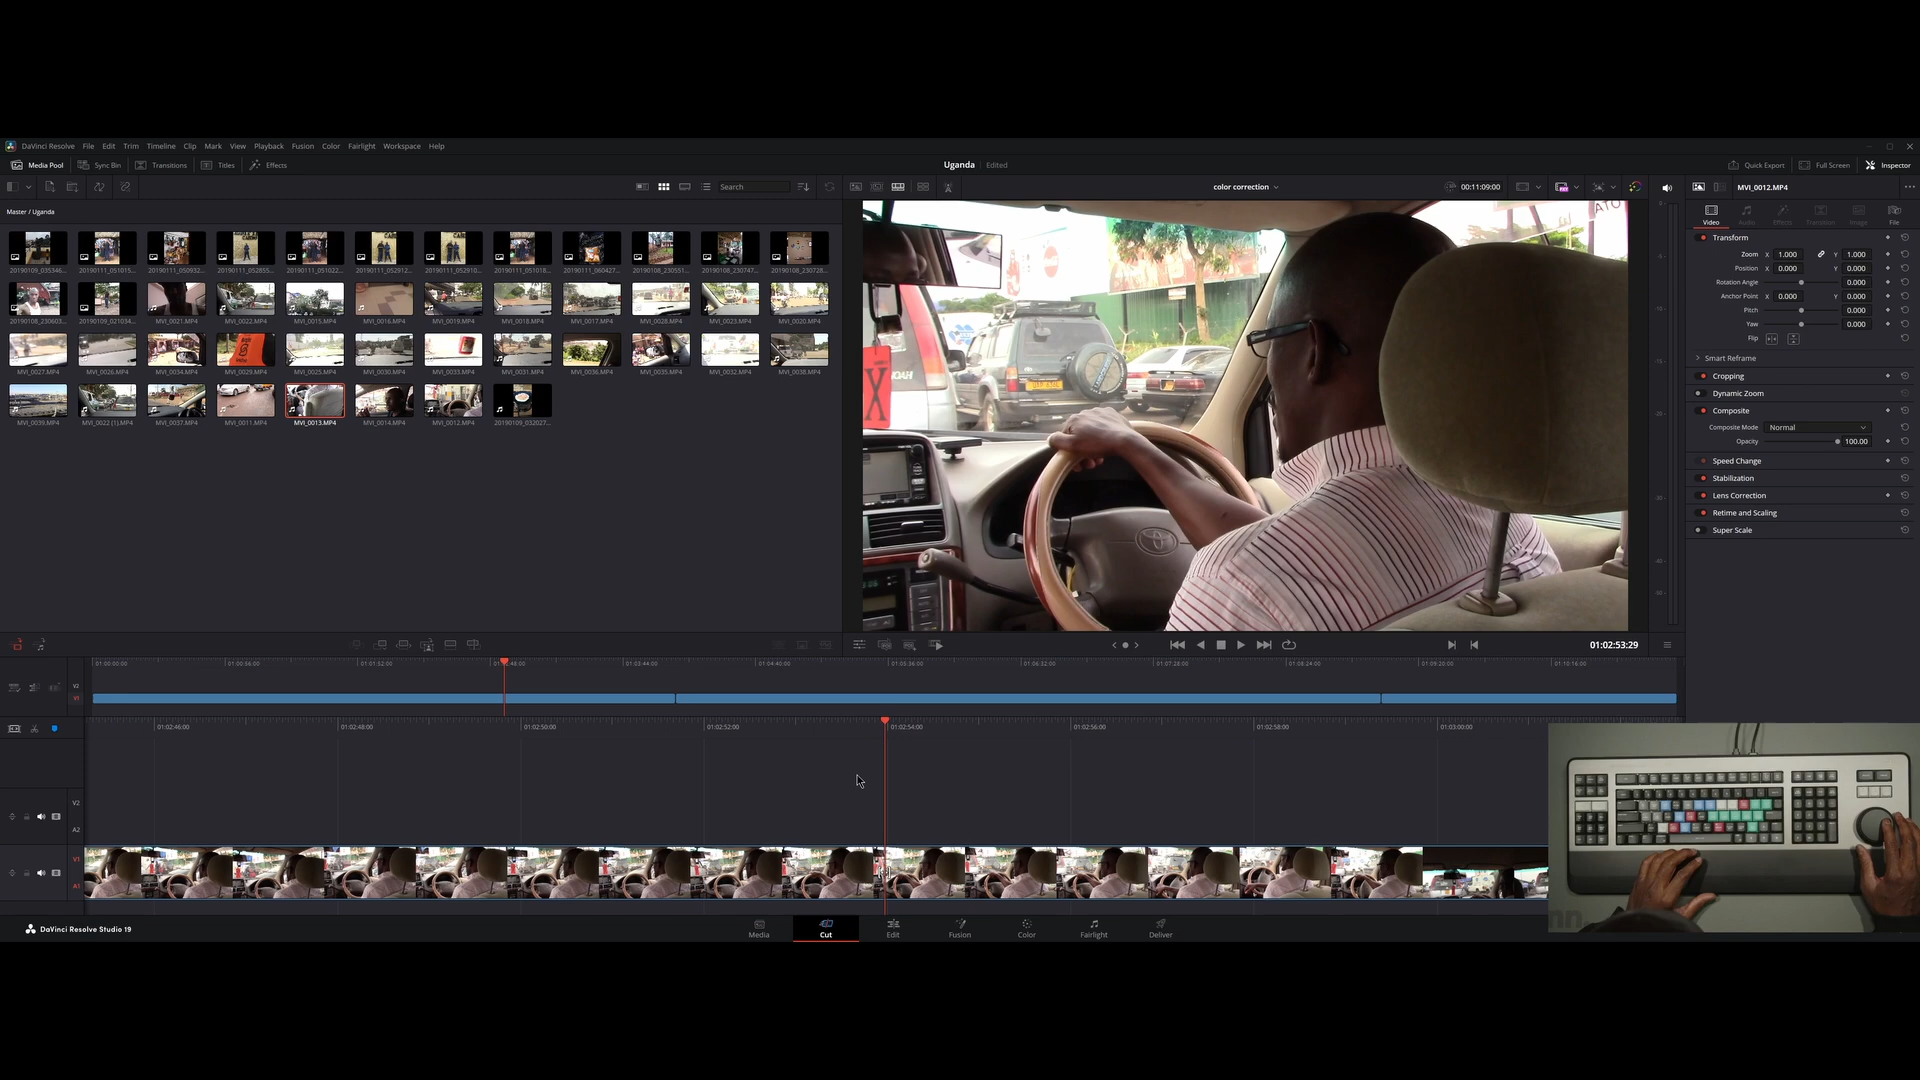 DaVinci Resolve File Edit Trim Timeline Clip Mark View Playback Fusion Color Fairlight Workspace Help
Media Pool Sync Bin Transitions Titles Effects
Uganda Edited
Quick Export Full Screen Inspector
Search
color correction
00:11:09:00
MVI_0012.MP4
Master / Uganda
20190109_035346... 20190111_051015... 20190111_050932... 20190111_052855... 20190111_051022... 20190111_052912... 20190111_052910... 20190111_051018... 20190111_060427... 20190108_230551... 20190108_230747... 20190108_230728...
20190108_230603... 20190109_021034... MVI_0021.MP4 MVI_0022.MP4 MVI_0015.MP4 MVI_0016.MP4 MVI_0019.MP4 MVI_0018.MP4 MVI_0017.MP4 MVI_0028.MP4 MVI_0023.MP4 MVI_0020.MP4
MVI_0027.MP4 MVI_0026.MP4 MVI_0034.MP4 MVI_0029.MP4 MVI_0025.MP4 MVI_0030.MP4 MVI_0033.MP4 MVI_0031.MP4 MVI_0036.MP4 MVI_0035.MP4 MVI_0032.MP4 MVI_0038.MP4
MVI_0039.MP4 MVI_0022 (1).MP4 MVI_0037.MP4 MVI_0011.MP4 MVI_0013.MP4 MVI_0014.MP4 MVI_0012.MP4 20190109_032027...
NOAH
X
Video Audio Effects Transition Image File
Transform
Zoom X 1.000 Y 1.000
Position X 0.000 Y 0.000
Rotation Angle 0.000
Anchor Point X 0.000 Y 0.000
Pitch 0.000
Yaw 0.000
Flip
Smart Reframe
Cropping
Dynamic Zoom
Composite
Composite Mode Normal
Opacity 100.00
Speed Change
Stabilization
Lens Correction
Retime and Scaling
Super Scale
01:02:53:29
01:00:00:00 01:00:56:00 01:01:52:00 48:00 01:03:44:00 01:04:40:00 01:05:36:00 01:06:32:00 01:07:28:00 01:08:24:00 01:09:20:00 01:10:16:00
V2
V1
01:02:46:00 01:02:48:00 01:02:50:00 01:02:52:00 01:02:54:00 01:02:56:00 01:02:58:00 01:03:00:00
V2
A2
V1
A1
DaVinci Resolve Studio 19
Media Cut Edit Fusion Color Fairlight Deliver